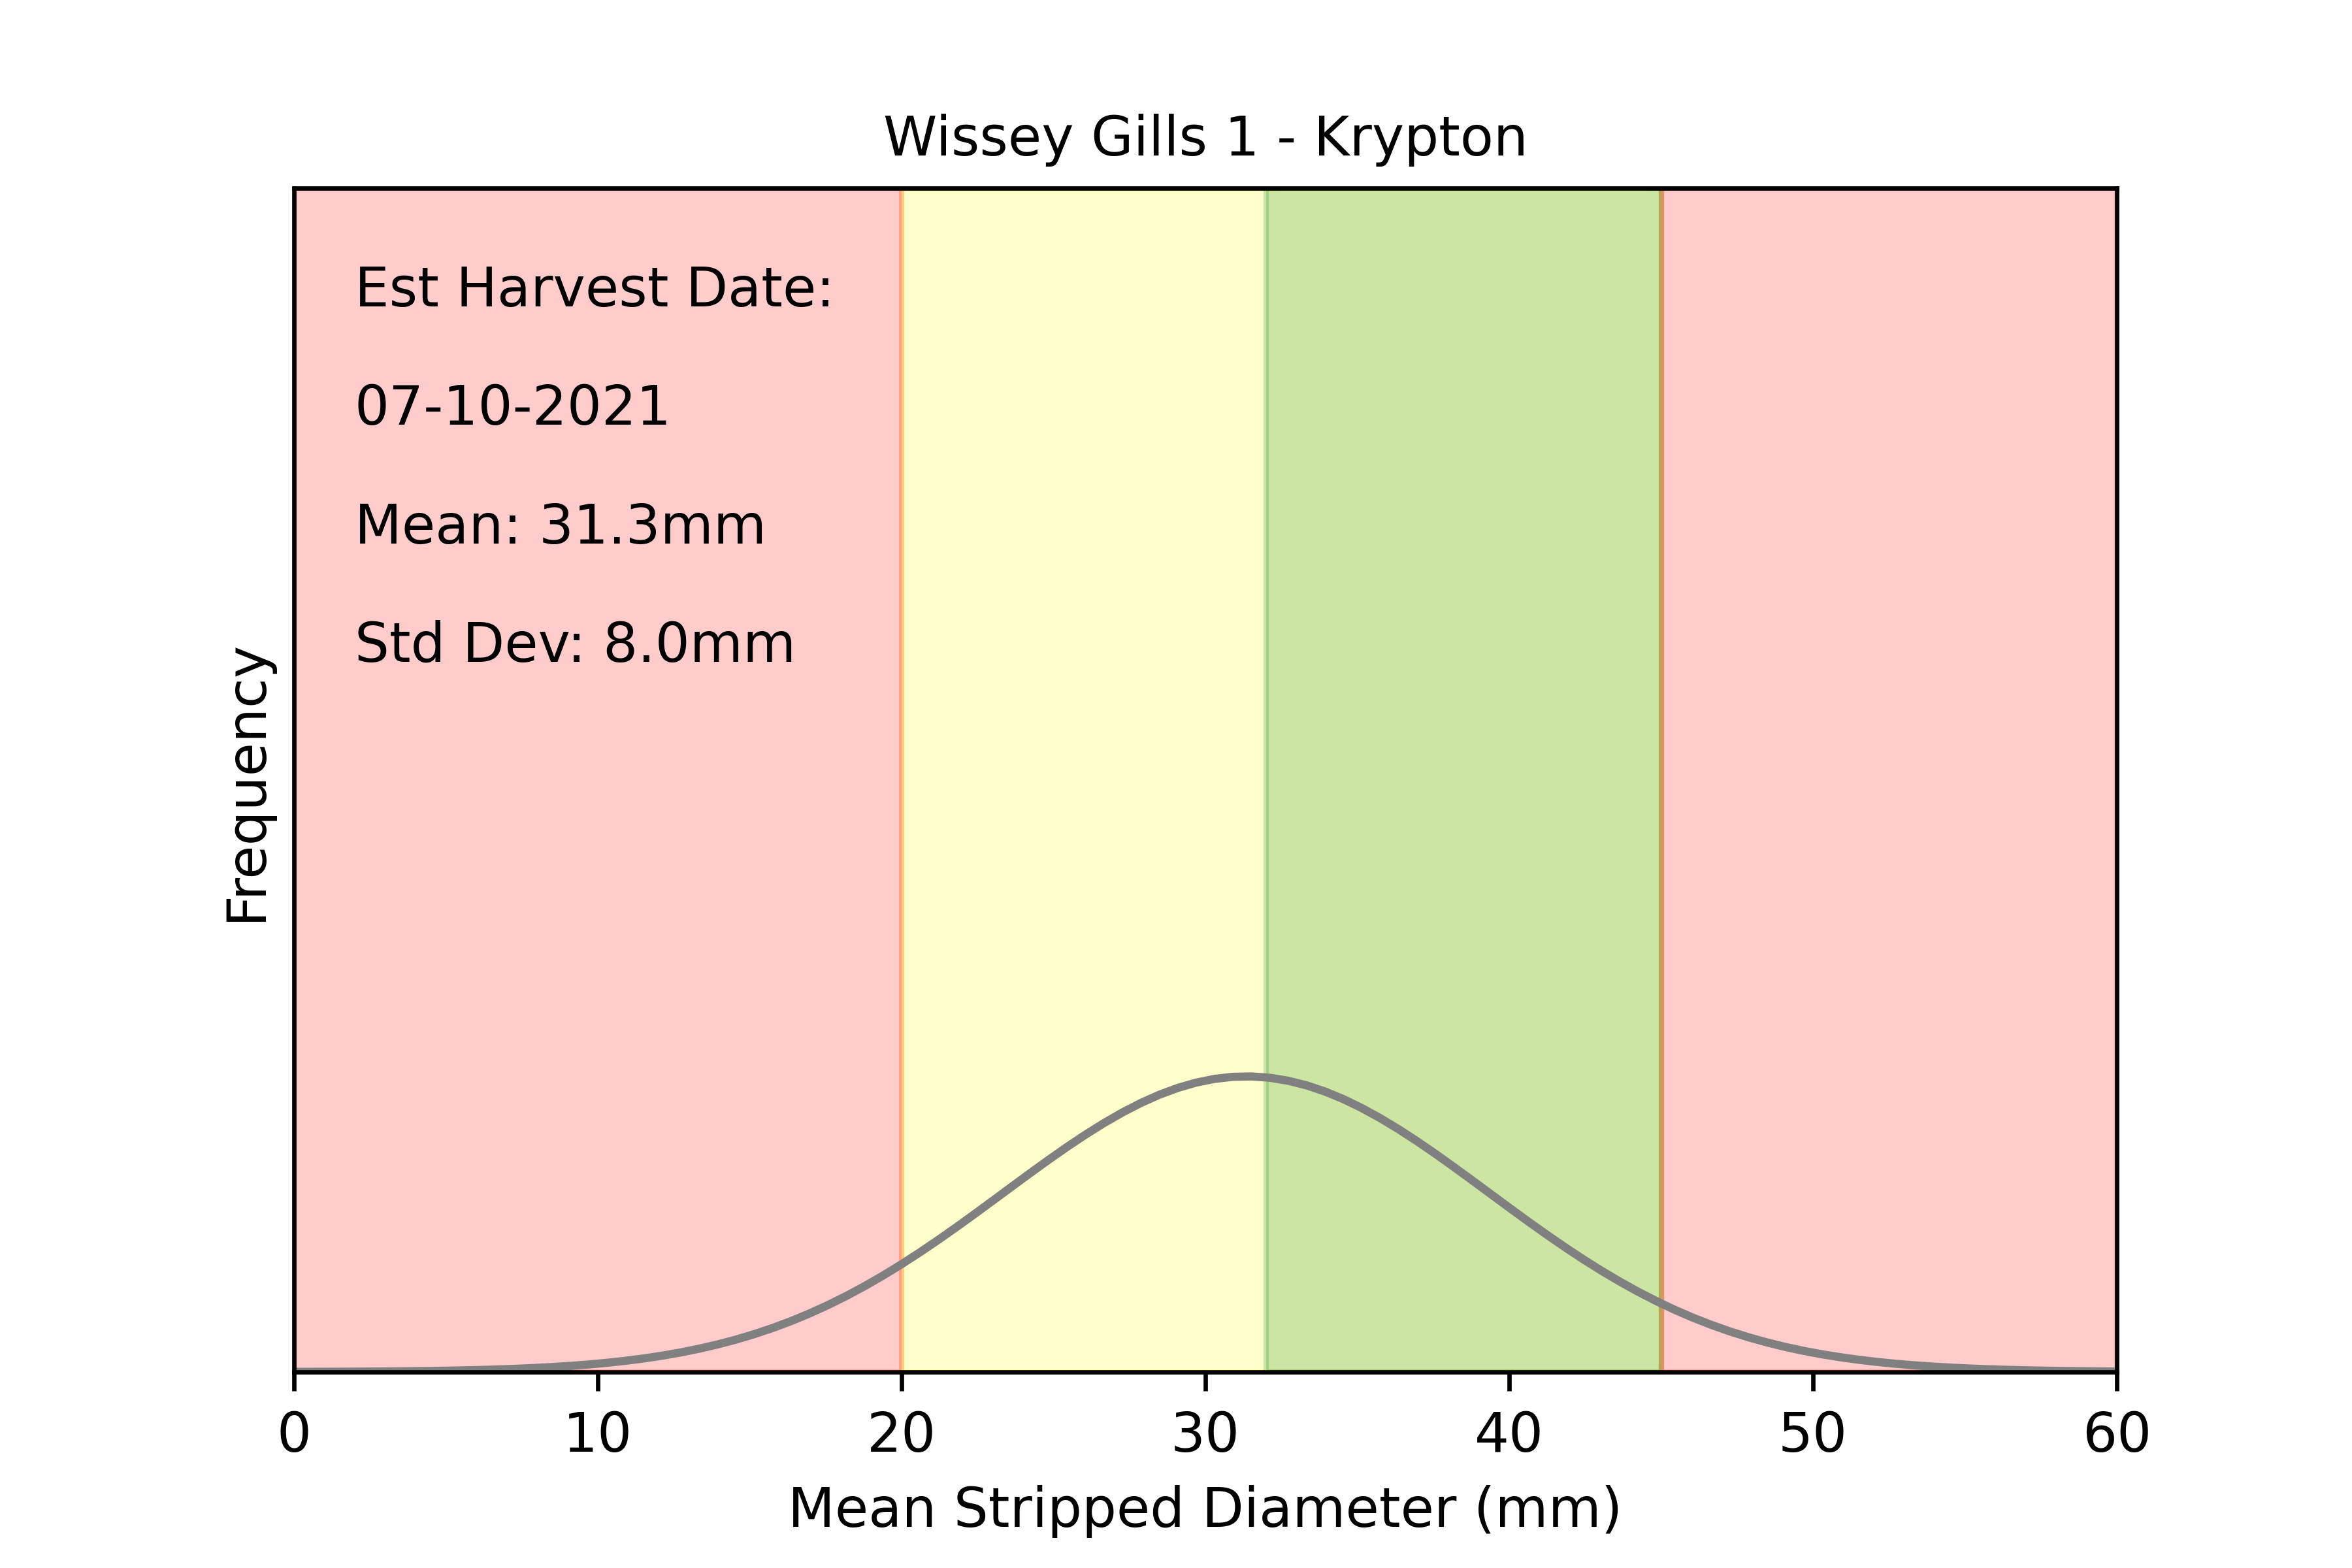 Wissey Gills 1 - Krypton
Est Harvest Date:
07-10-2021
Mean: 31.3mm
Std Dev: 8.0mm
Frequency
0 10 20 30 40 50 60
Mean Stripped Diameter (mm)